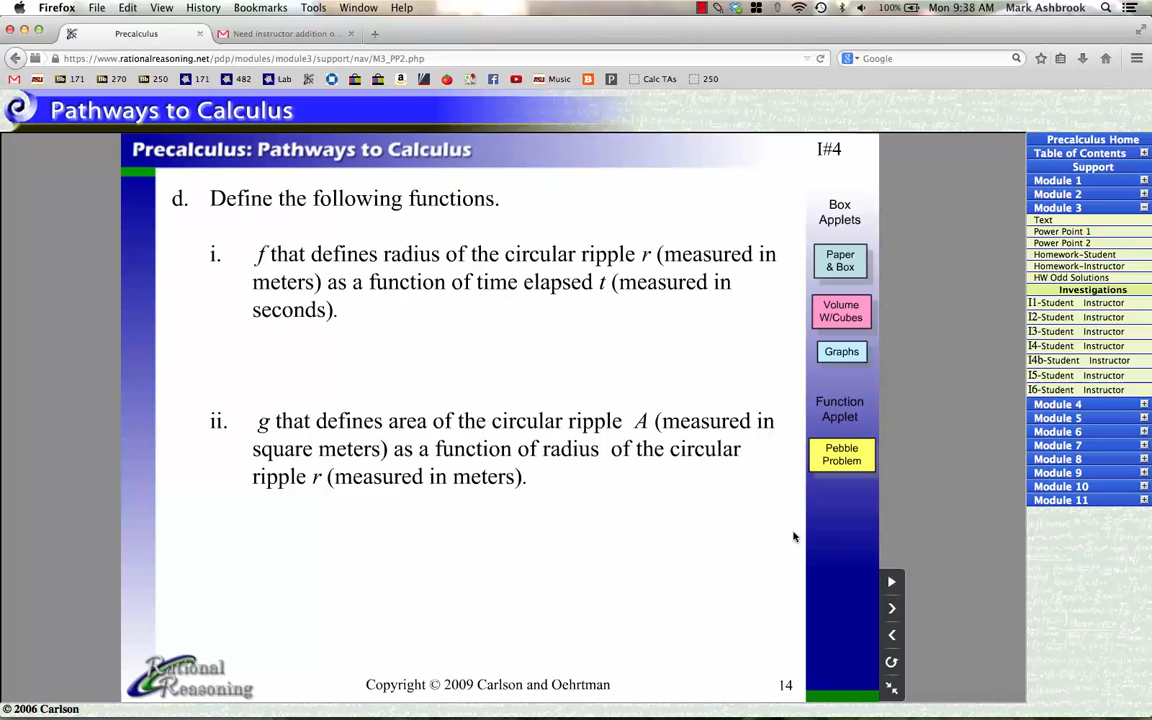 Firefox File Edit View History Bookmarks Tools Window Help 100% Mon 9:38 AM Mark Ashbrook
Precalculus × Need instructor addition o... × +
https://www.rationalreasoning.net/pdp/modules/module3/support/nav/M3_PP2.php Google
171 270 250 171 482 Lab Music Calc TAs 250
Pathways to Calculus
Precalculus: Pathways to Calculus I#4
d. Define the following functions.
i. f that defines radius of the circular ripple r (measured in
meters) as a function of time elapsed t (measured in
seconds).
ii. g that defines area of the circular ripple A (measured in
square meters) as a function of radius of the circular
ripple r (measured in meters).
Rational
Reasoning
Copyright © 2009 Carlson and Oehrtman 14
Box
Applets
Paper
& Box
Volume
W/Cubes
Graphs
Function
Applet
Pebble
Problem
Precalculus Home
Table of Contents
Support
Module 1
Module 2
Module 3
Text
Power Point 1
Power Point 2
Homework-Student
Homework-Instructor
HW Odd Solutions
Investigations
I1-Student Instructor
I2-Student Instructor
I3-Student Instructor
I4-Student Instructor
I4b-Student Instructor
I5-Student Instructor
I6-Student Instructor
Module 4
Module 5
Module 6
Module 7
Module 8
Module 9
Module 10
Module 11
© 2006 Carlson